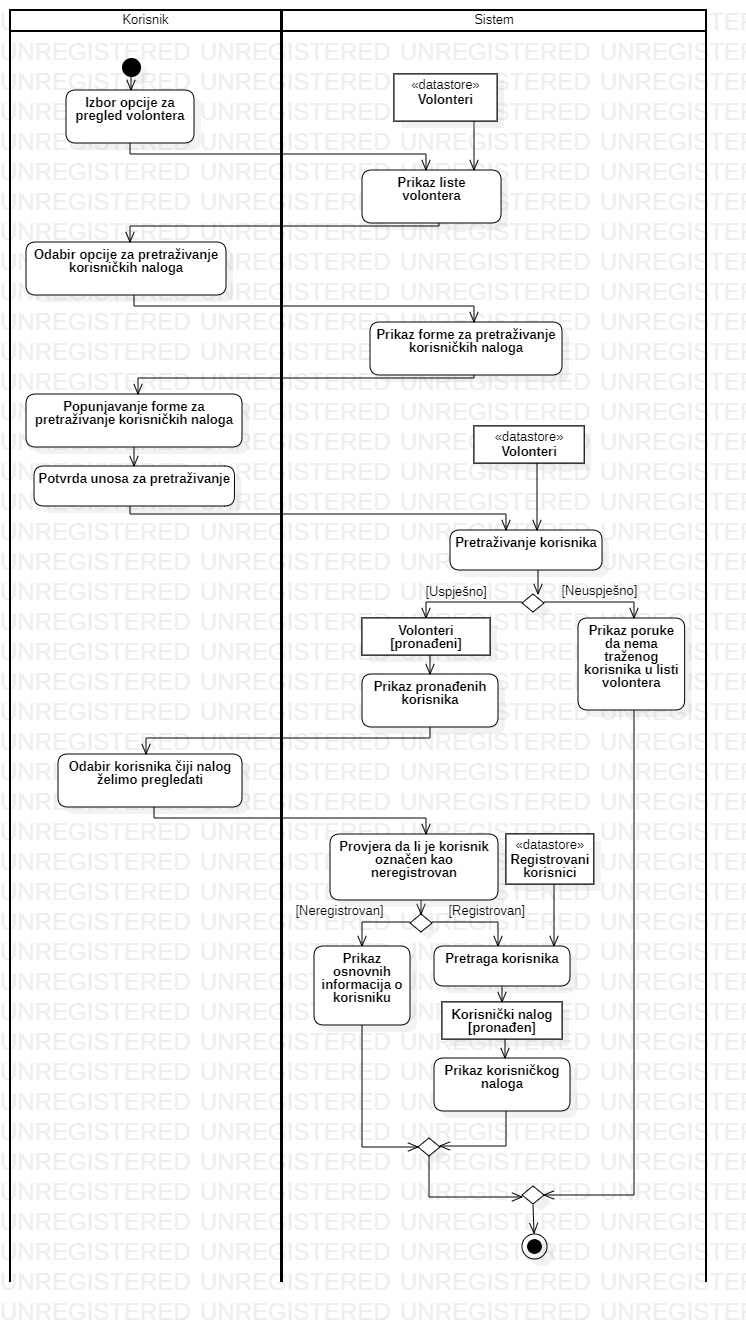 Korisnik
Sistem
Izbor opcije za
pregled volontera
«datastore»
Volonteri
Prikaz liste
volontera
Odabir opcije za pretraživanje
korisničkih naloga
Prikaz forme za pretraživanje
korisničkih naloga
Popunjavanje forme za
pretraživanje korisničkih naloga
«datastore»
Volonteri
Potvrda unosa za pretraživanje
Pretraživanje korisnika
[Uspješno]
[Neuspješno]
Volonteri
[pronađeni]
Prikaz poruke
da nema
traženog
korisnika u listi
volontera
Prikaz pronađenih
korisnika
Odabir korisnika čiji nalog
želimo pregledati
Provjera da li je korisnik
označen kao
neregistrovan
«datastore»
Registrovani
korisnici
[Neregistrovan]
[Registrovan]
Prikaz
osnovnih
informacija o
korisniku
Pretraga korisnika
Korisnički nalog
[pronađen]
Prikaz korisničkog
naloga
UNREGISTERED